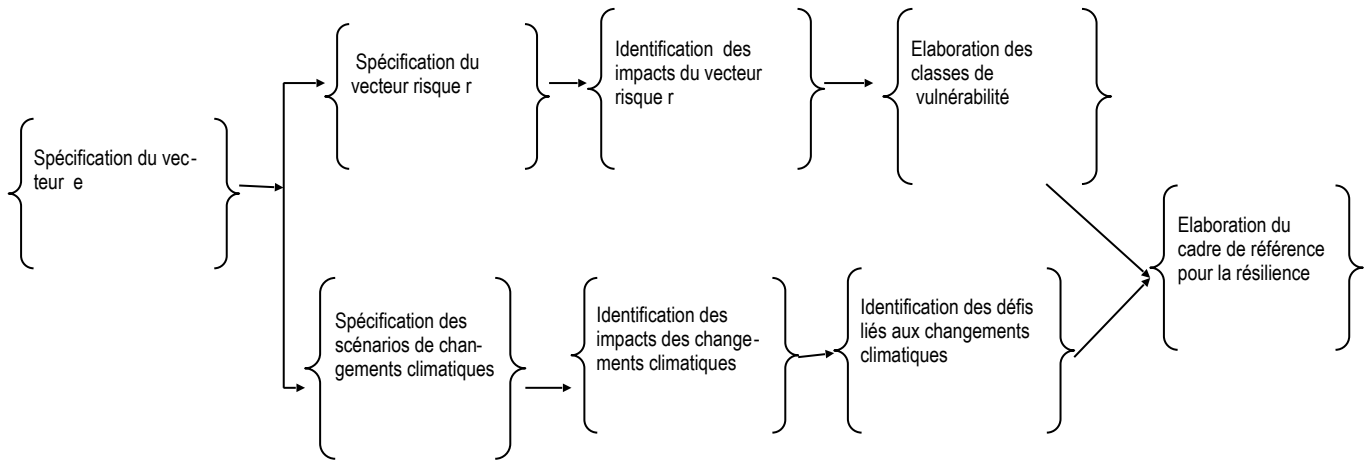 Spécification du vec-
teur e
Spécification du
vecteur risque r
Identification des
impacts du vecteur
risque r
Elaboration des
classes de
vulnérabilité
Spécification des
scénarios de chan-
gements climatiques
Identification des
impacts des change-
ments climatiques
Identification des défis
liés aux changements
climatiques
Elaboration du
cadre de référence
pour la résilience